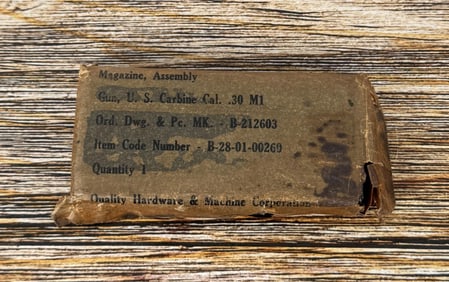 Magazine, Assembly
Gun, U. S. Carbine Cal. .30 M1
Ord. Dwg. & Pc. MK. - B-212603
Item Code Number - B-28-01-00269
Quantity 1
Quality Hardware & Machine Corporation